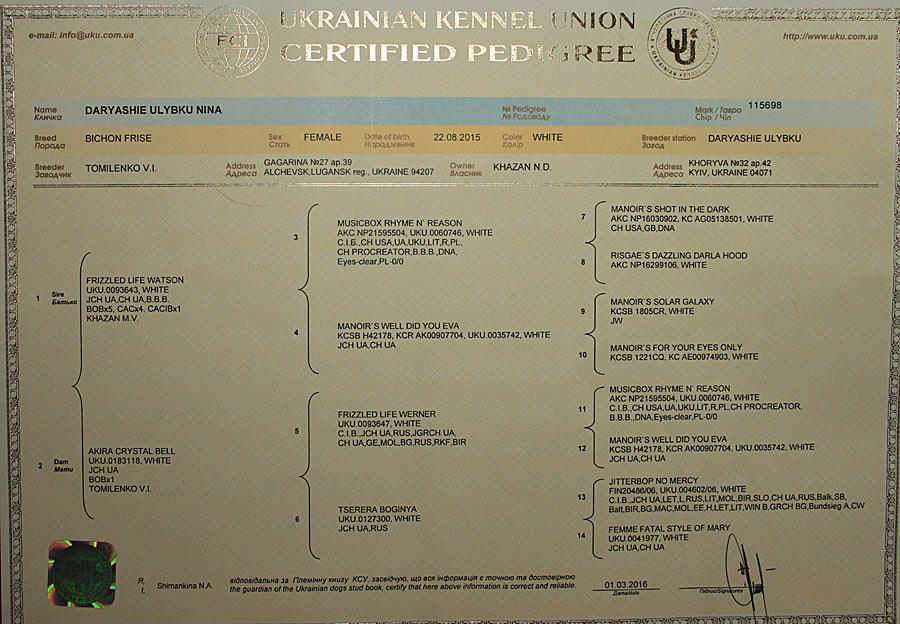 e-mail: info@uku.com.ua
FCI
UKRAINIAN KENNEL UNION
CERTIFIED PEDIGREE
http://www.uku.com.ua
Name DARYASHIE ULYBKU NINA № Pedigree Mark / Тавро 115698
Кличка № Родоводу Chip / Чіп
Breed BICHON FRISE Sex FEMALE Date of birth 22.08.2015 Color WHITE Breeder station DARYASHIE ULYBKU
Порода Стать Народження Колір Завод
Breeder TOMILENKO V.I. Address GAGARINA №27 ap.39 Owner KHAZAN N.D. Address KHORYVA №32 ap.42
Заводчик Адреса ALCHEVSK,LUGANSK reg., UKRAINE 94207 Власник Адреса KYIV, UKRAINE 04071
1 Sire
Батько
FRIZZLED LIFE WATSON
UKU.0093643, WHITE
JCH UA,CH UA,B.B.B.
BOBx5, CACx4, CACIBx1
KHAZAN M.V.
2 Dam
Мати
AKIRA CRYSTAL BELL
UKU.0183118, WHITE
JCH UA
BOBx1
TOMILENKO V.I.
3
MUSICBOX RHYME N` REASON
AKC NP21595504, UKU.0060746, WHITE
C.I.Б.,CH USA,UA,UKU,LIT,R,PL,
CH PROCREATOR,B.B.B.,DNA,
Eyes-clear,PL-0/0
4
MANOIR`S WELL DID YOU EVA
KCSB H42178, KCR AK00907704, UKU.0035742, WHITE
JCH UA,CH UA
5
FRIZZLED LIFE WERNER
UKU.0093647, WHITE
C.I.B.,JCH UA,RUS,JGRCH UA,
CH UA,GE,MOL,BG,RUS,RKF,BIR
6
TSERERA BOGINYA
UKU.0127300, WHITE
JCH UA,RUS
7
MANOIR`S SHOT IN THE DARK
AKC NP16030902, KC AG05138501, WHITE
CH USA,GB,DNA
8
RISGAE`S DAZZLING DARLA HOOD
AKC NP16299106, WHITE
9
MANOIR`S SOLAR GALAXY
KCSB 1805CR, WHITE
JW
10
MANOIR`S FOR YOUR EYES ONLY
KCSB 1221CQ, KC AE00974903, WHITE
11
MUSICBOX RHYME N` REASON
AKC NP21595504, UKU.0060746, WHITE
C.I.Б.,CH USA,UA,UKU,LIT,R,PL,CH PROCREATOR,
B.B.B.,DNA,Eyes-clear,PL-0/0
12
MANOIR`S WELL DID YOU EVA
KCSB H42178, KCR AK00907704, UKU.0035742, WHITE
JCH UA,CH UA
13
JITTERBOP NO MERCY
FIN20486/06, UKU.004602/06, WHITE
C.I.B.,JCH UA,LET,L,RUS,LIT,MOL,BIR,SLO,CH UA,RUS,Balk,SB,
Balt,BIR,BG,MAC,MOL,EE,H,LET,LIT,WIN B,GRCH BG,Bundsieg A,CW
14
FEMME FATAL STYLE OF MARY
UKU.0041977, WHITE
JCH UA,CH UA
Я, Shimankina N.A. відповідальна за Племінну книгу КСУ, засвідчую, що вся інформація є точною та достовірною
I, the guardian of the Ukrainian dogs stud book, certify that here above information is correct and reliable.
01.03.2016
Дата/date
Підпис/Signatures